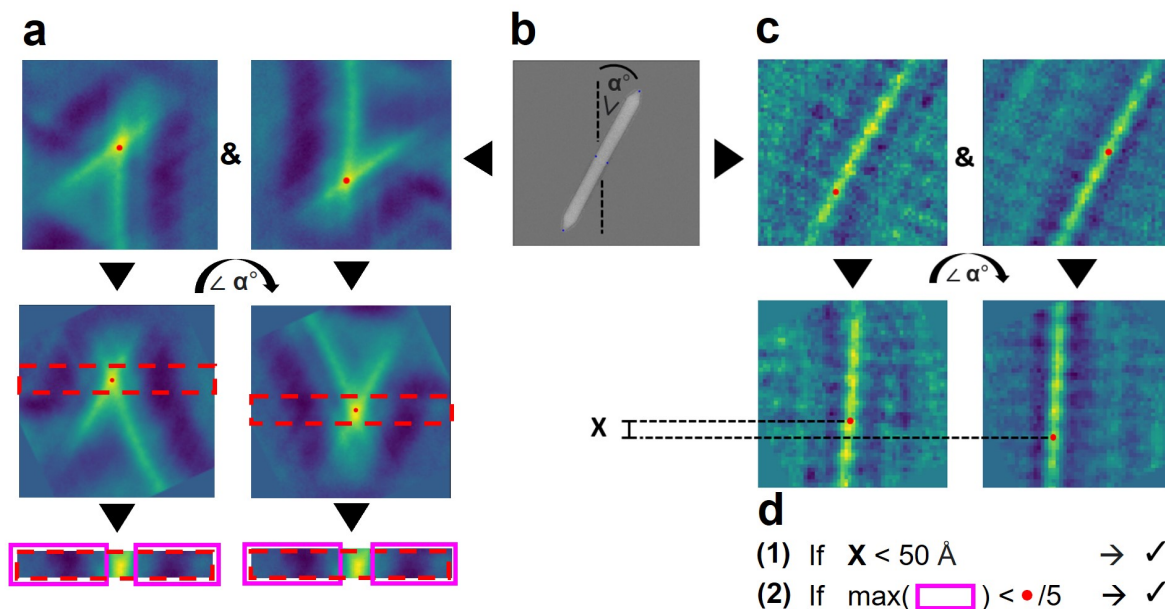 a
b
c
α°
&
&
∠ α°
∠ α°
X
d
(1) If X < 50 Å → ✓
(2) If max( ) < • /5 → ✓